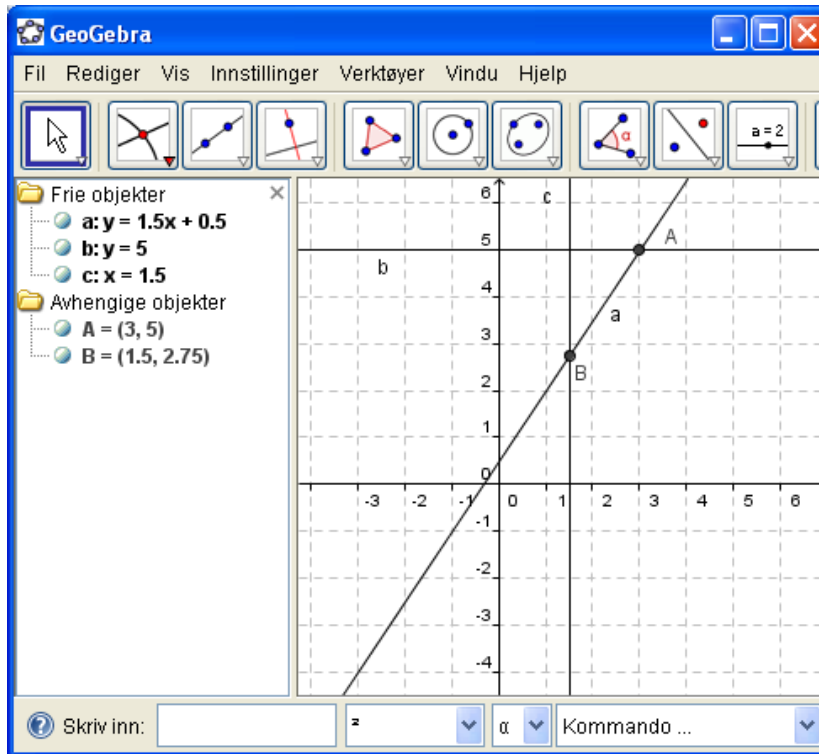 GeoGebra
Fil Rediger Vis Innstillinger Verktøyer Vindu Hjelp
α a = 2
Frie objekter
a: y = 1.5x + 0.5
b: y = 5
c: x = 1.5
Avhengige objekter
A = (3, 5)
B = (1.5, 2.75)
6 c
5 A
b
4
a
3
B
2
1
0
-3 -2 -1 0 1 2 3 4 5 6
-1
-2
-3
-4
Skriv inn: ² α Kommando ...